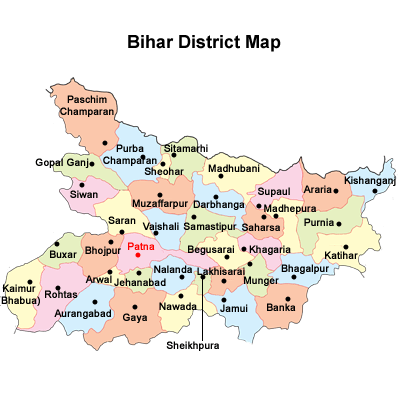 Bihar District Map
Paschim
Champaran
Purba
Champaran
Sitamarhi
Gopal Ganj
Sheohar
Madhubani
Kishanganj
Siwan
Supaul
Araria
Muzaffarpur
Darbhanga
Madhepura
Saran
Vaishali
Samastipur
Saharsa
Purnia
Bhojpur
Patna
Begusarai
Khagaria
Buxar
Katihar
Arwal
Jehanabad
Nalanda
Lakhisarai
Bhagalpur
Munger
Kaimur
(Bhabua)
Rohtas
Aurangabad
Gaya
Nawada
Jamui
Banka
Sheikhpura